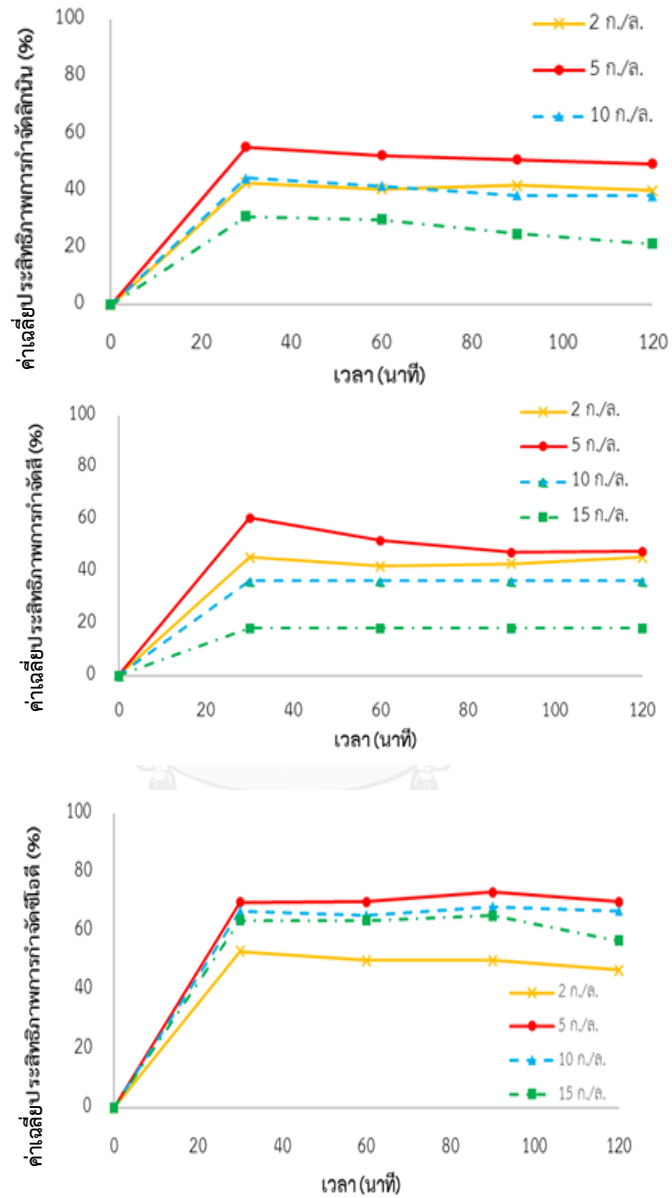 ค่าเฉลี่ยประสิทธิภาพการกำจัดลิกนิน (%)
100
80
60
40
20
0
2 ก./ล.
5 ก./ล.
10 ก./ล.
0 20 40 60 80 100 120
เวลา (นาที)
ค่าเฉลี่ยประสิทธิภาพการกำจัดสี (%)
100
80
60
40
20
0
2 ก./ล.
5 ก./ล.
10 ก./ล.
15 ก./ล.
0 20 40 60 80 100 120
เวลา (นาที)
ค่าเฉลี่ยประสิทธิภาพการกำจัดซีโอดี (%)
100
80
60
40
20
0
2 ก./ล.
5 ก./ล.
10 ก./ล.
15 ก./ล.
0 20 40 60 80 100 120
เวลา (นาที)